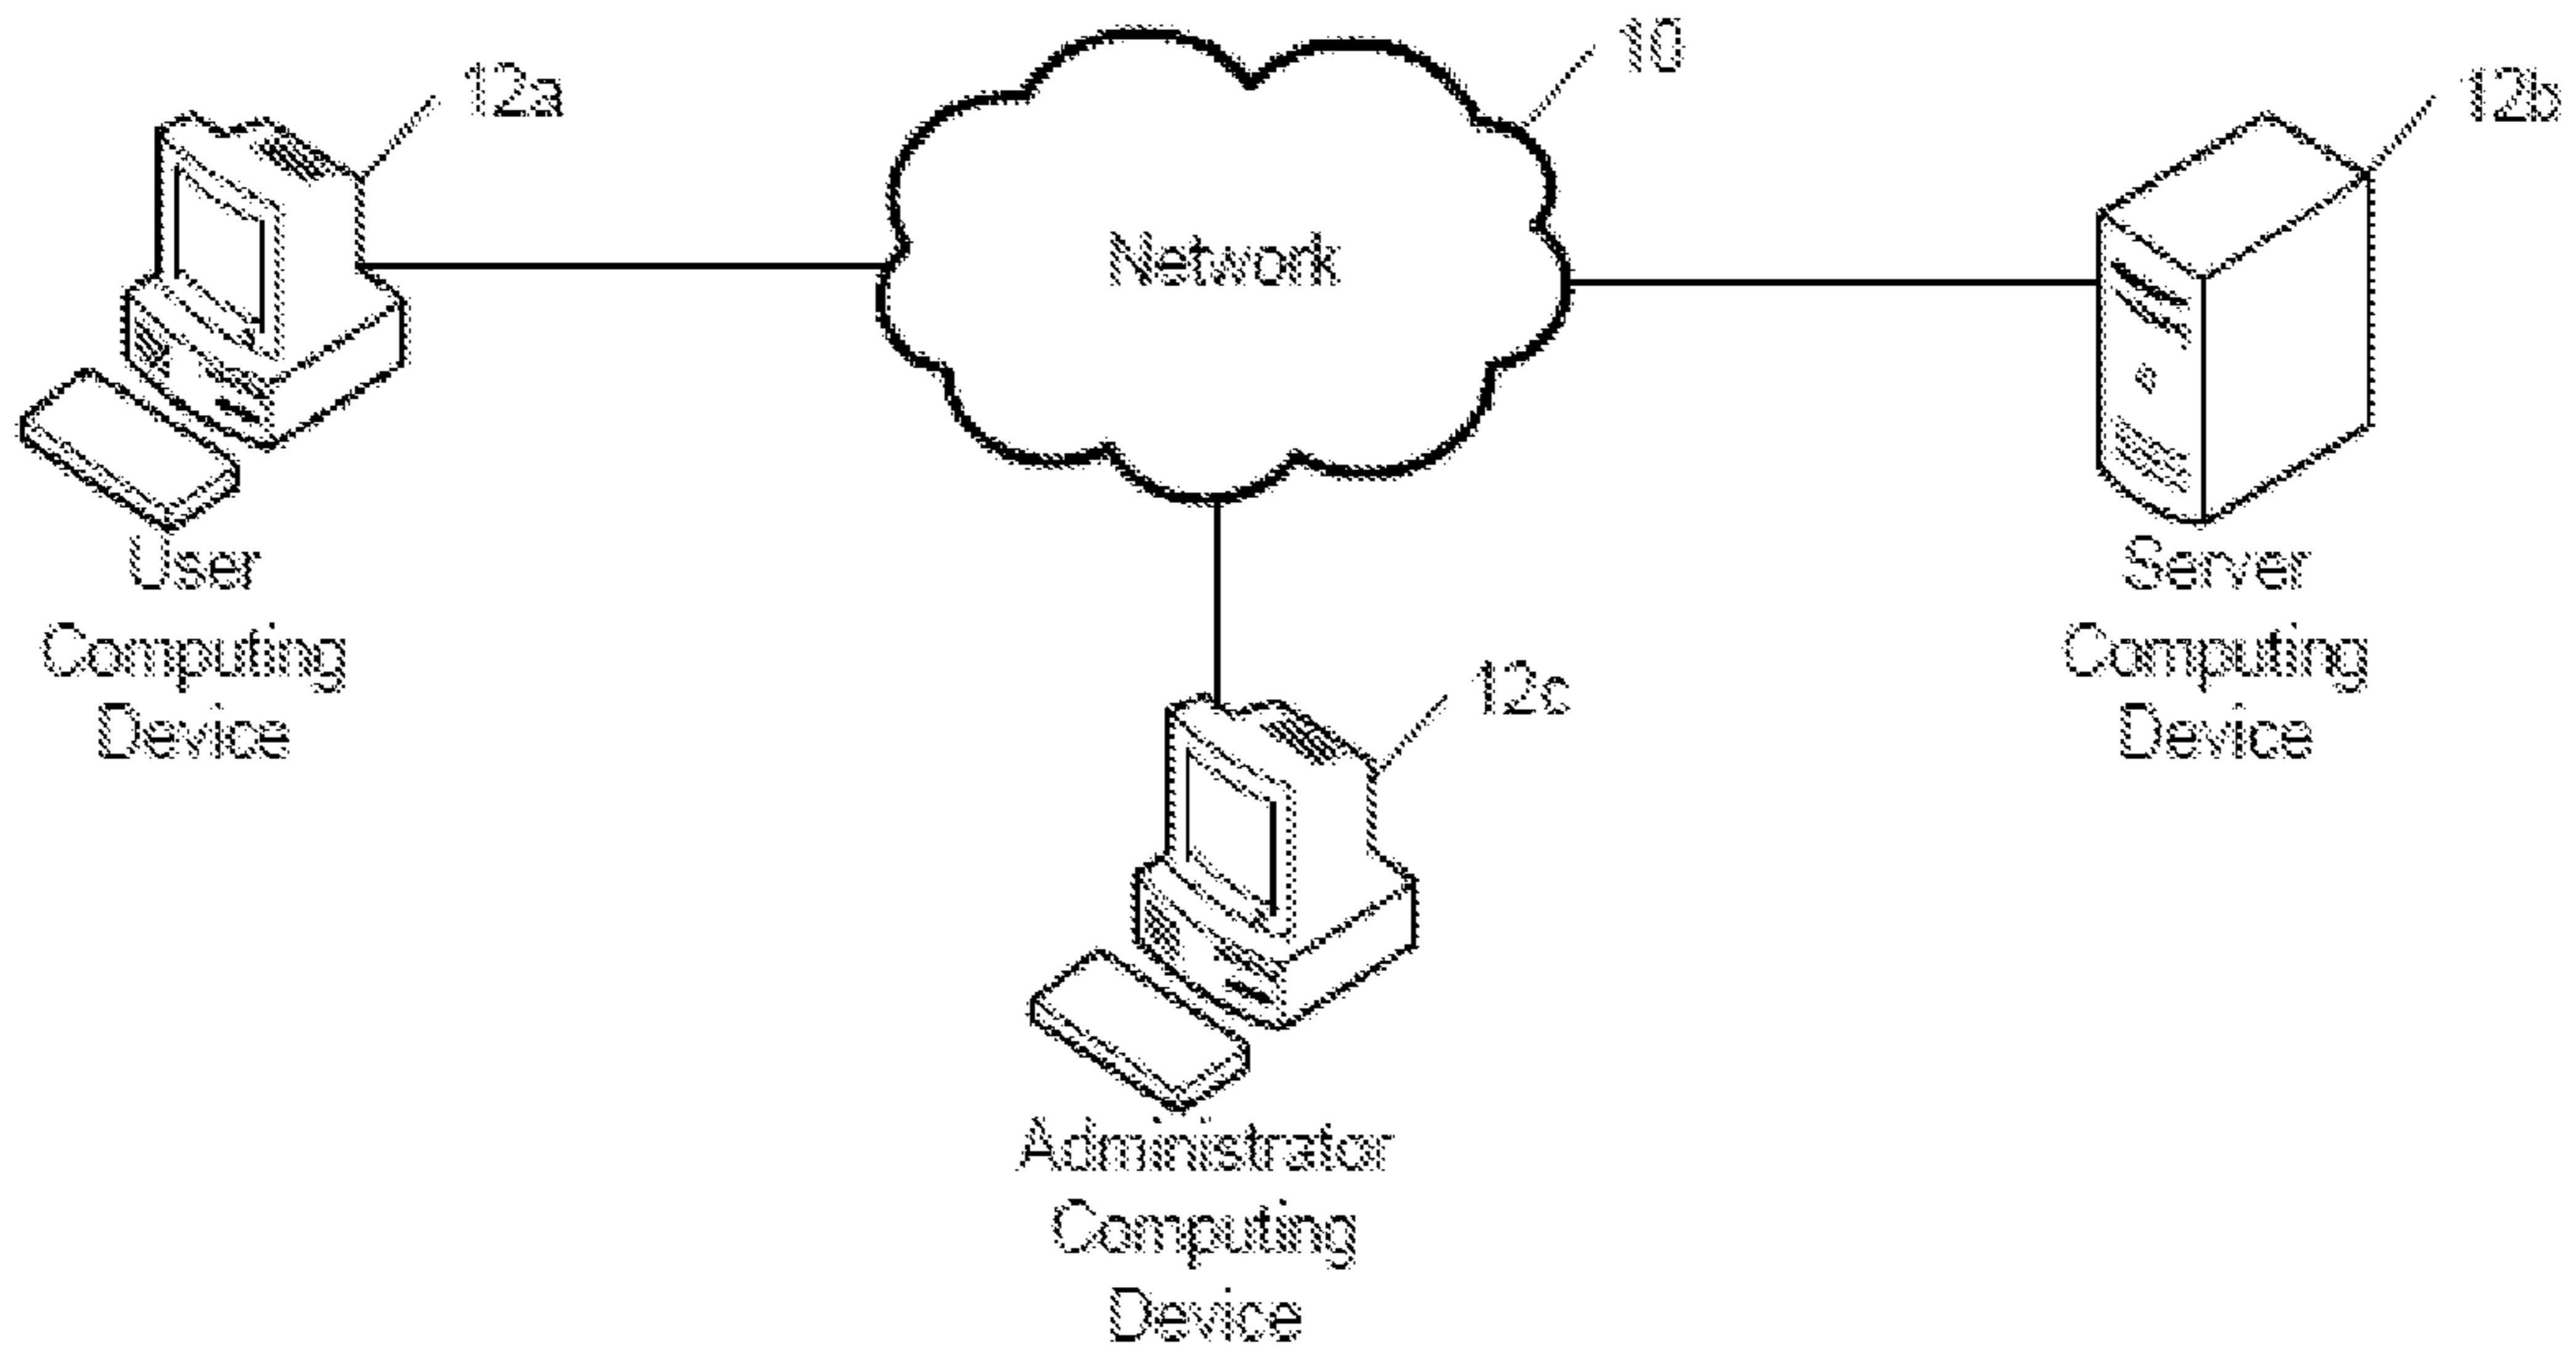 10
12a
12b
Network
User
Computing
Device
Server
Computing
Device
12c
Administrator
Computing
Device